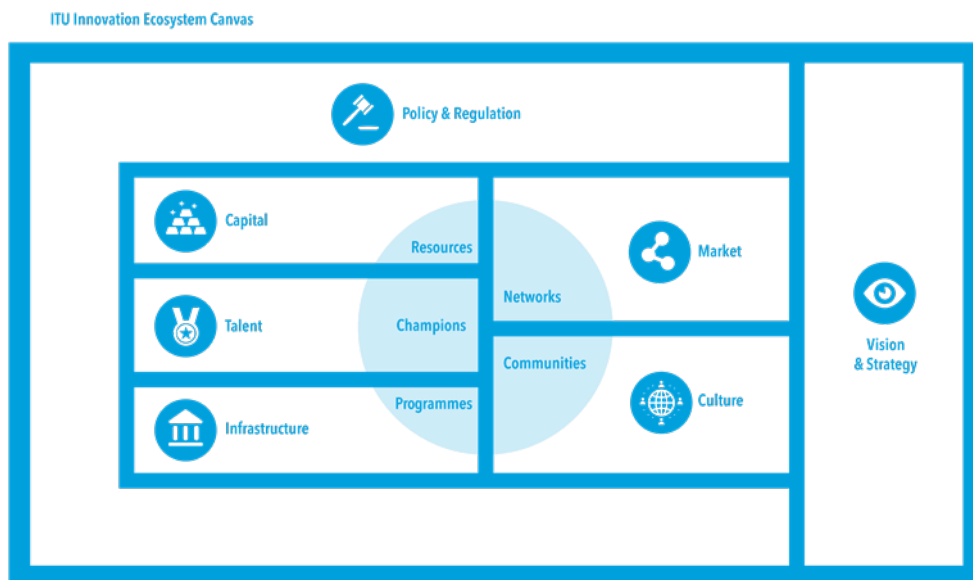 ITU Innovation Ecosystem Canvas
Policy & Regulation
Capital
Resources
Market
Networks
Talent
Champions
Vision
& Strategy
Communities
Culture
Programmes
Infrastructure